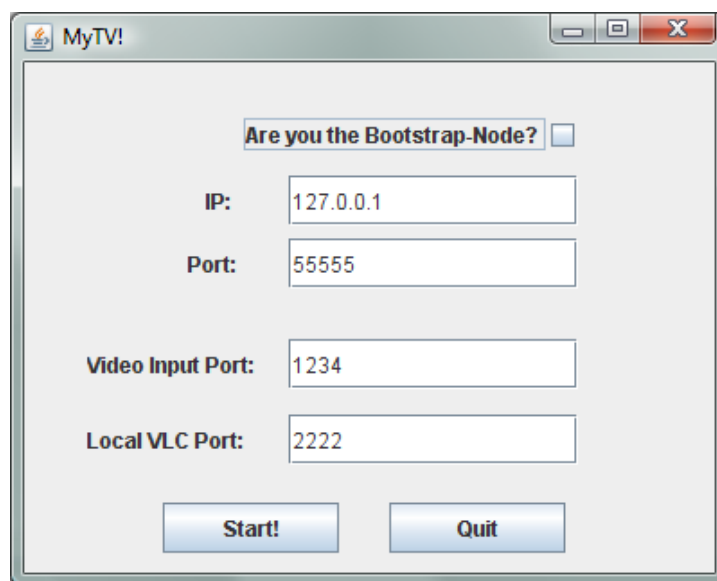 MyTV!
Are you the Bootstrap-Node?
IP: 127.0.0.1
Port: 55555
Video Input Port: 1234
Local VLC Port: 2222
Start! Quit